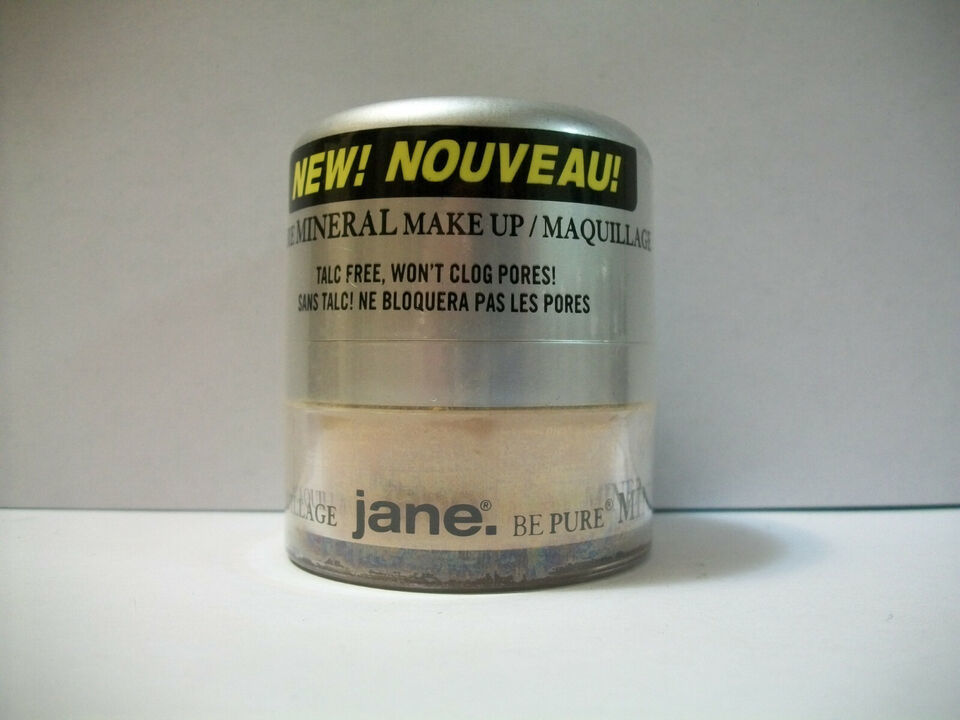 NEW! NOUVEAU!
MINERAL MAKE UP / MAQUILLAGE
TALC FREE, WON'T CLOG PORES!
SANS TALC! NE BLOQUERA PAS LES PORES
jane.® BE PURE®